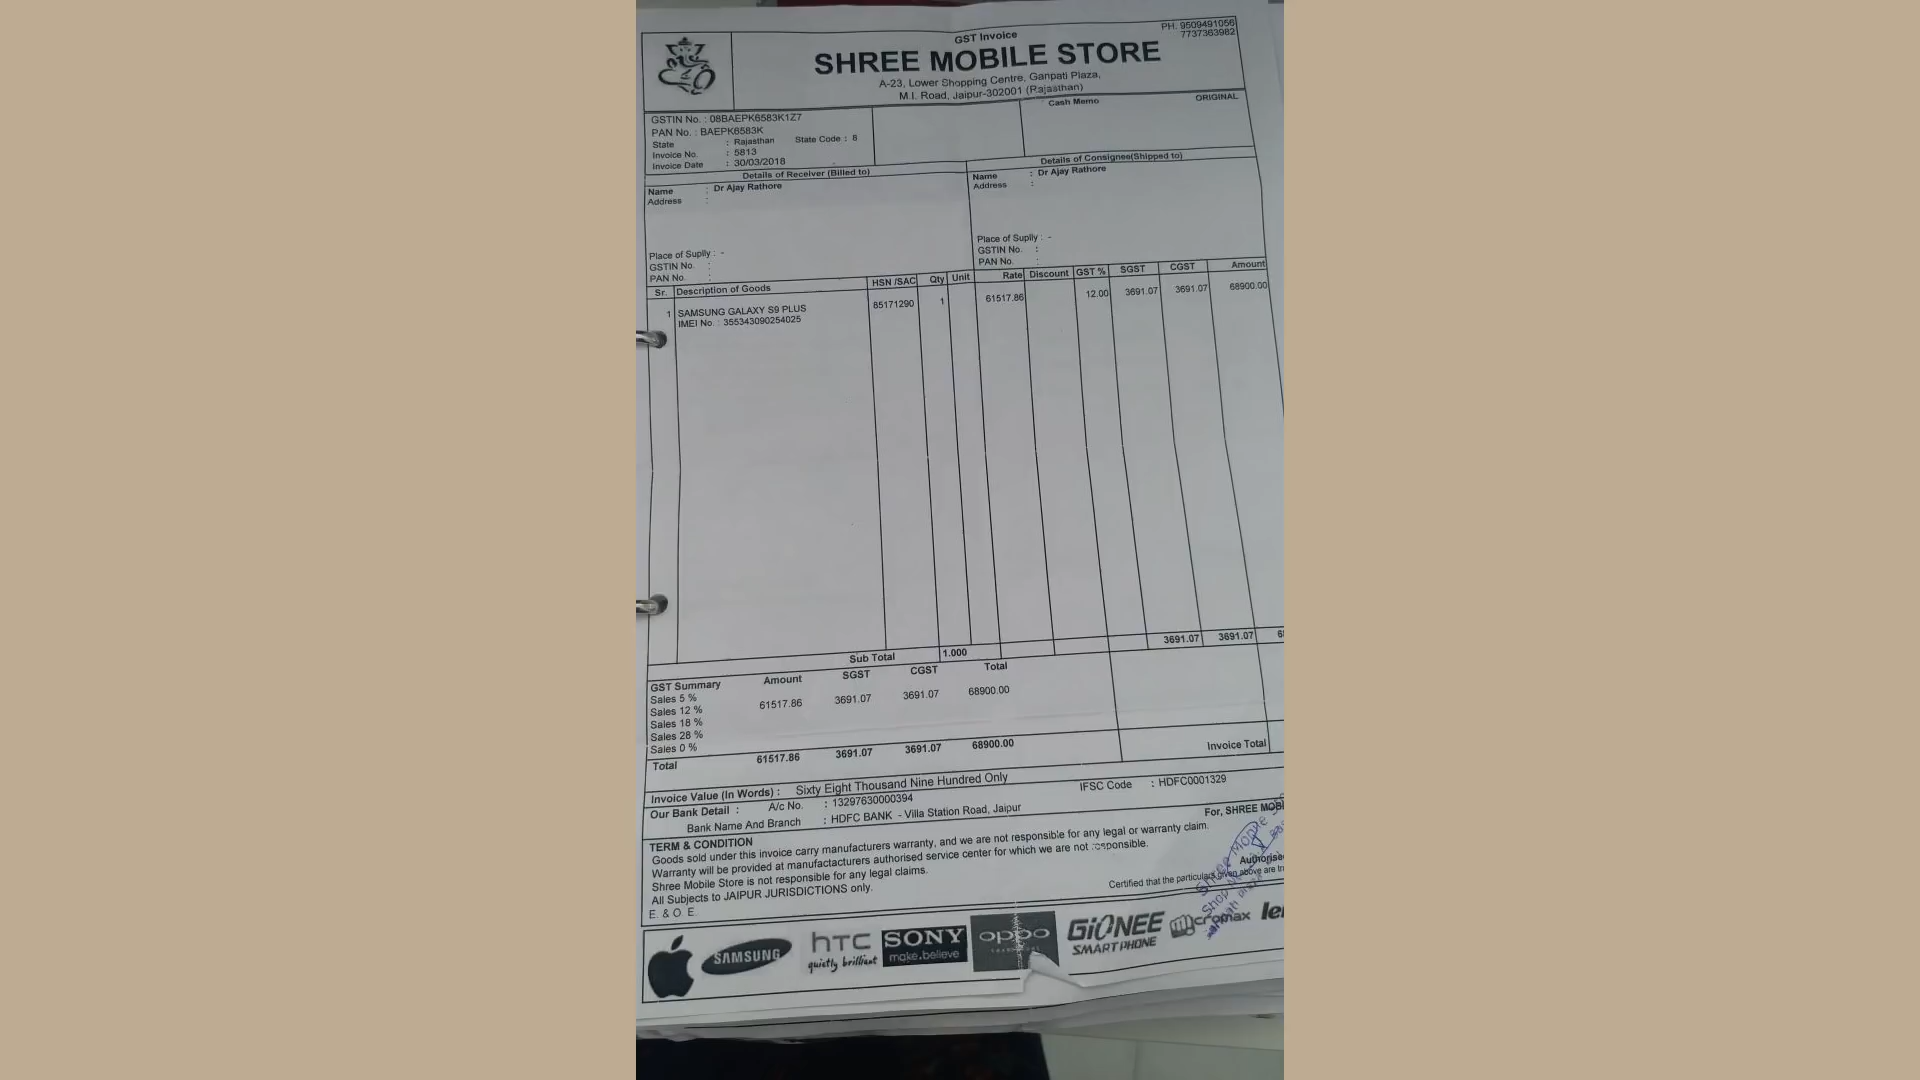 GST Invoice
PH. 9509491056
7737363982
SHREE MOBILE STORE
A-23, Lower Shopping Centre, Ganpati Plaza,
M.I. Road, Jaipur-302001 (Rajasthan)
Cash Memo
ORIGINAL
GSTIN No. : 08BAEPK6583K1Z7
PAN No. : BAEPK6583K
State : Rajasthan State Code : 8
Invoice No. : 5813
Invoice Date : 30/03/2018
Details of Receiver (Billed to)
Details of Consignee(Shipped to)
Name : Dr Ajay Rathore
Address :
Name : Dr Ajay Rathore
Address :
Place of Suplly : -
GSTIN No. :
PAN No. :
Place of Suplly : -
GSTIN No. :
PAN No. :
Sr. Description of Goods HSN /SAC Qty Unit Rate Discount GST % SGST CGST Amount
1 SAMSUNG GALAXY S9 PLUS 85171290 1 61517.86 12.00 3691.07 3691.07 68900.00
IMEI No. : 355343090254025
Sub Total 1.000 3691.07 3691.07
GST Summary Amount SGST CGST Total
Sales 5 %
Sales 12 % 61517.86 3691.07 3691.07 68900.00
Sales 18 %
Sales 28 %
Sales 0 %
Total 61517.86 3691.07 3691.07 68900.00
Invoice Total
Invoice Value (In Words) : Sixty Eight Thousand Nine Hundred Only
Our Bank Detail : A/c No. : 13297630000394 IFSC Code : HDFC0001329
Bank Name And Branch : HDFC BANK - Villa Station Road, Jaipur
For, SHREE MOBI
TERM & CONDITION
Goods sold under this invoice carry manufacturers warranty, and we are not responsible for any legal or warranty claim.
Warranty will be provided at manufactacturers authorised service center for which we are not responsible.
Shree Mobile Store is not responsible for any legal claims.
All Subjects to JAIPUR JURISDICTIONS only.
E. & O. E.
Authorise
Certified that the particulars given above are tr
Shree Mobile
Shop
SAMSUNG
hTC
quietly brilliant
SONY
make.believe
oppo
GiONEE
SMART PHONE
micromax
le